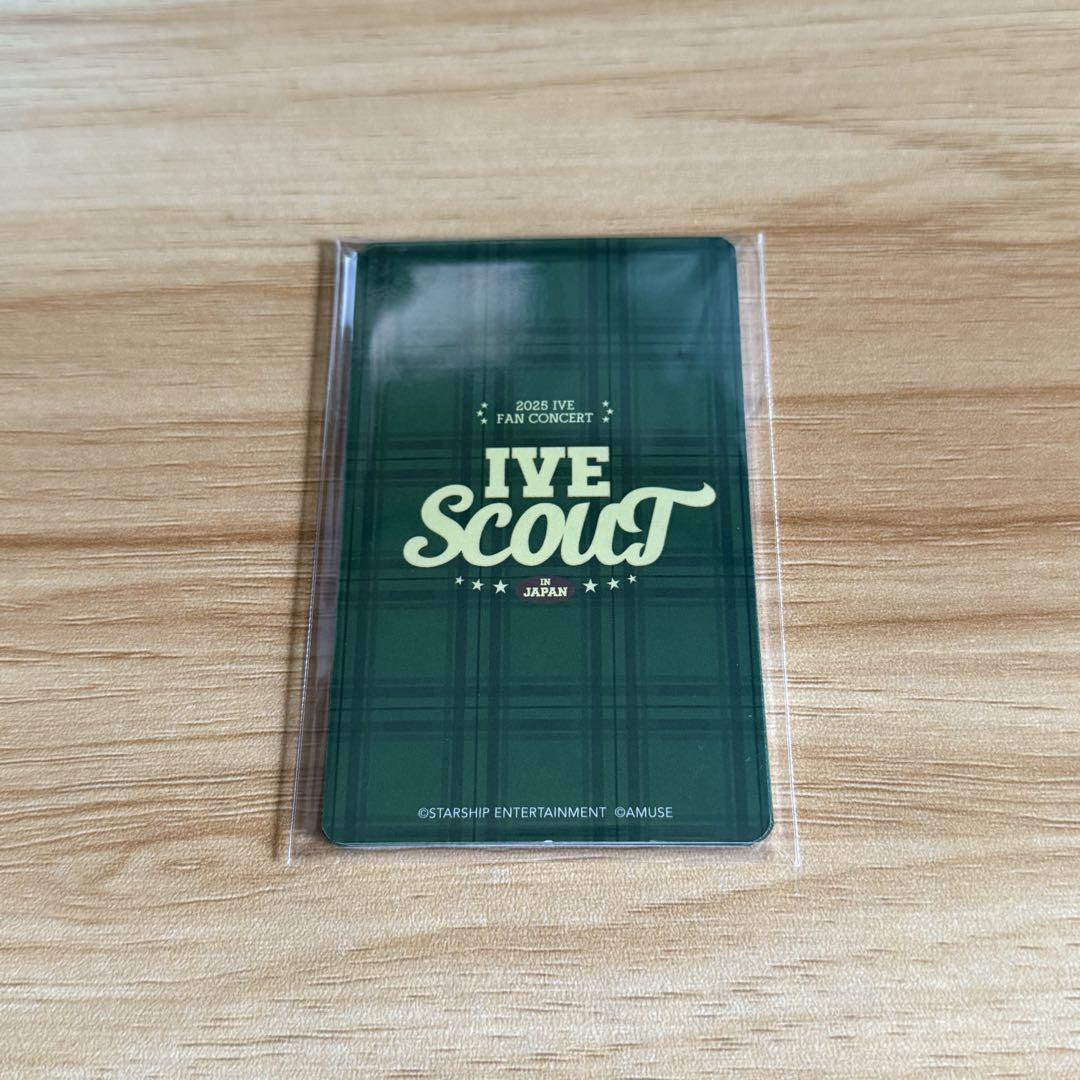 2025 IVE
FAN CONCERT
IVE
SCOUT
IN
JAPAN
©STARSHIP ENTERTAINMENT ©AMUSE